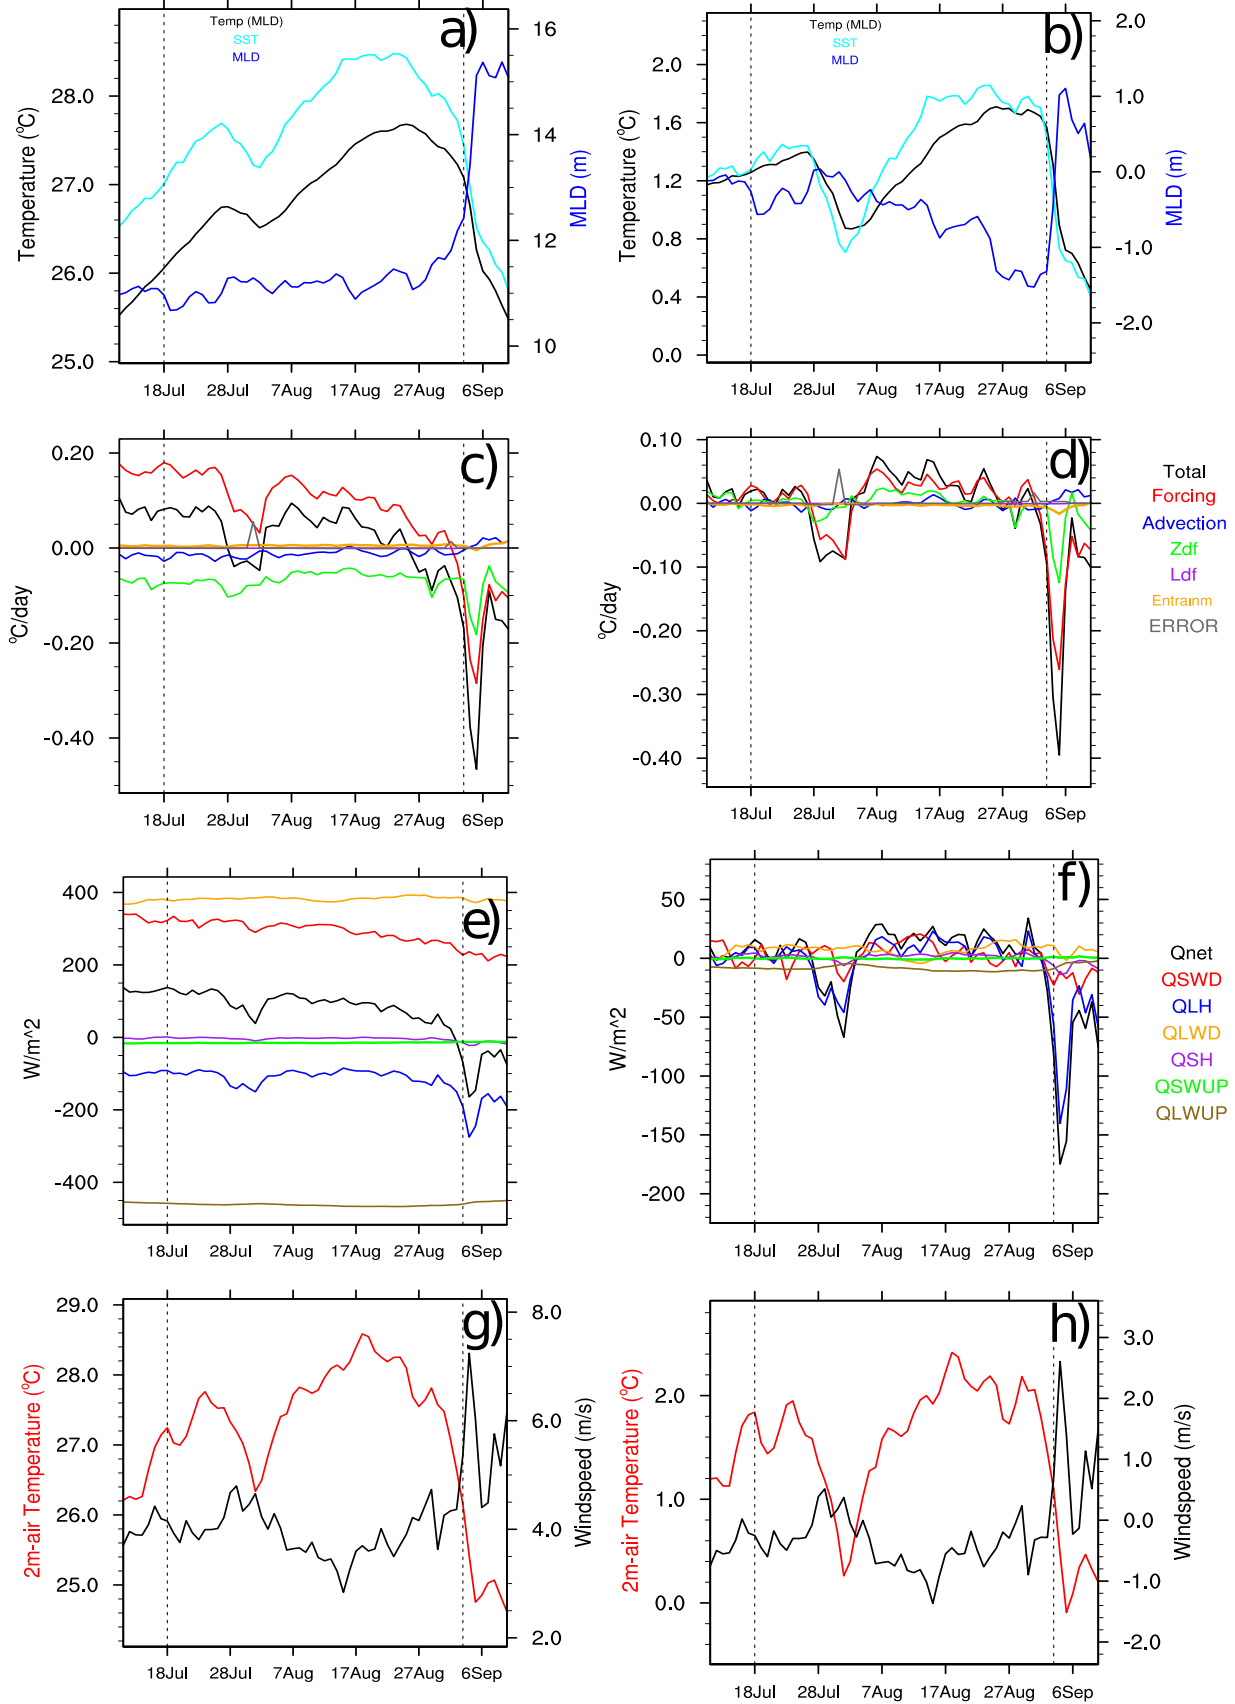 a)
Temp (MLD)
SST
MLD
Temperature (°C)
28.0
27.0
26.0
25.0
16
14
12
10
MLD (m)
18Jul 28Jul 7Aug 17Aug 27Aug 6Sep
b)
Temp (MLD)
SST
MLD
Temperature (°C)
2.0
1.6
1.2
0.8
0.4
0.0
2.0
1.0
0.0
-1.0
-2.0
MLD (m)
18Jul 28Jul 7Aug 17Aug 27Aug 6Sep
c)
°C/day
0.20
0.00
-0.20
-0.40
18Jul 28Jul 7Aug 17Aug 27Aug 6Sep
d)
°C/day
0.10
0.00
-0.10
-0.20
-0.30
-0.40
18Jul 28Jul 7Aug 17Aug 27Aug 6Sep
Total
Forcing
Advection
Zdf
Ldf
Entrainm
ERROR
e)
W/m^2
400
200
0
-200
-400
18Jul 28Jul 7Aug 17Aug 27Aug 6Sep
f)
W/m^2
50
0
-50
-100
-150
-200
18Jul 28Jul 7Aug 17Aug 27Aug 6Sep
Qnet
QSWD
QLH
QLWD
QSH
QSWUP
QLWUP
g)
2m-air Temperature (°C)
29.0
28.0
27.0
26.0
25.0
8.0
6.0
4.0
2.0
Windspeed (m/s)
18Jul 28Jul 7Aug 17Aug 27Aug 6Sep
h)
2m-air Temperature (°C)
2.0
1.0
0.0
3.0
2.0
1.0
0.0
-1.0
-2.0
Windspeed (m/s)
18Jul 28Jul 7Aug 17Aug 27Aug 6Sep